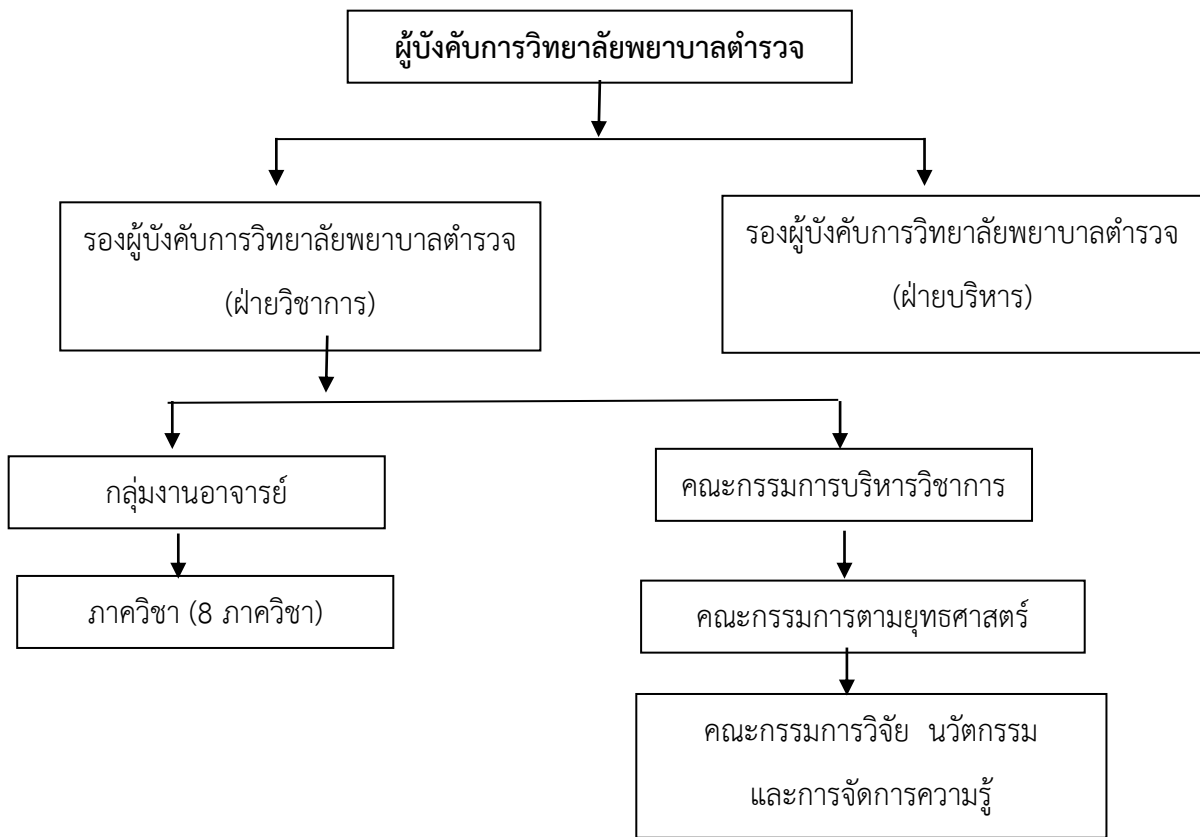 ผู้บังคับการวิทยาลัยพยาบาลตำรวจ
รองผู้บังคับการวิทยาลัยพยาบาลตำรวจ
(ฝ่ายวิชาการ)
รองผู้บังคับการวิทยาลัยพยาบาลตำรวจ
(ฝ่ายบริหาร)
กลุ่มงานอาจารย์
คณะกรรมการบริหารวิชาการ
ภาควิชา (8 ภาควิชา)
คณะกรรมการตามยุทธศาสตร์
คณะกรรมการวิจัย นวัตกรรม
และการจัดการความรู้